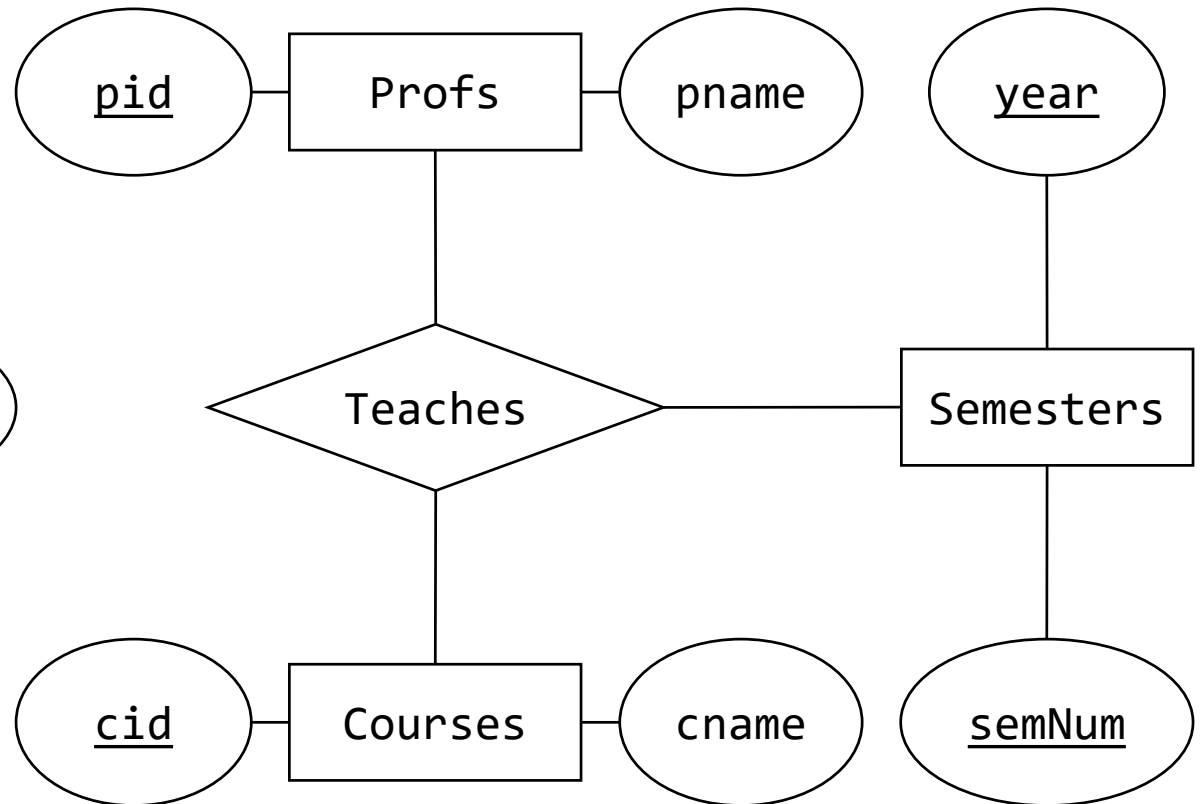 pid
Profs
pname
year
Teaches
Semesters
cid
Courses
cname
semNum